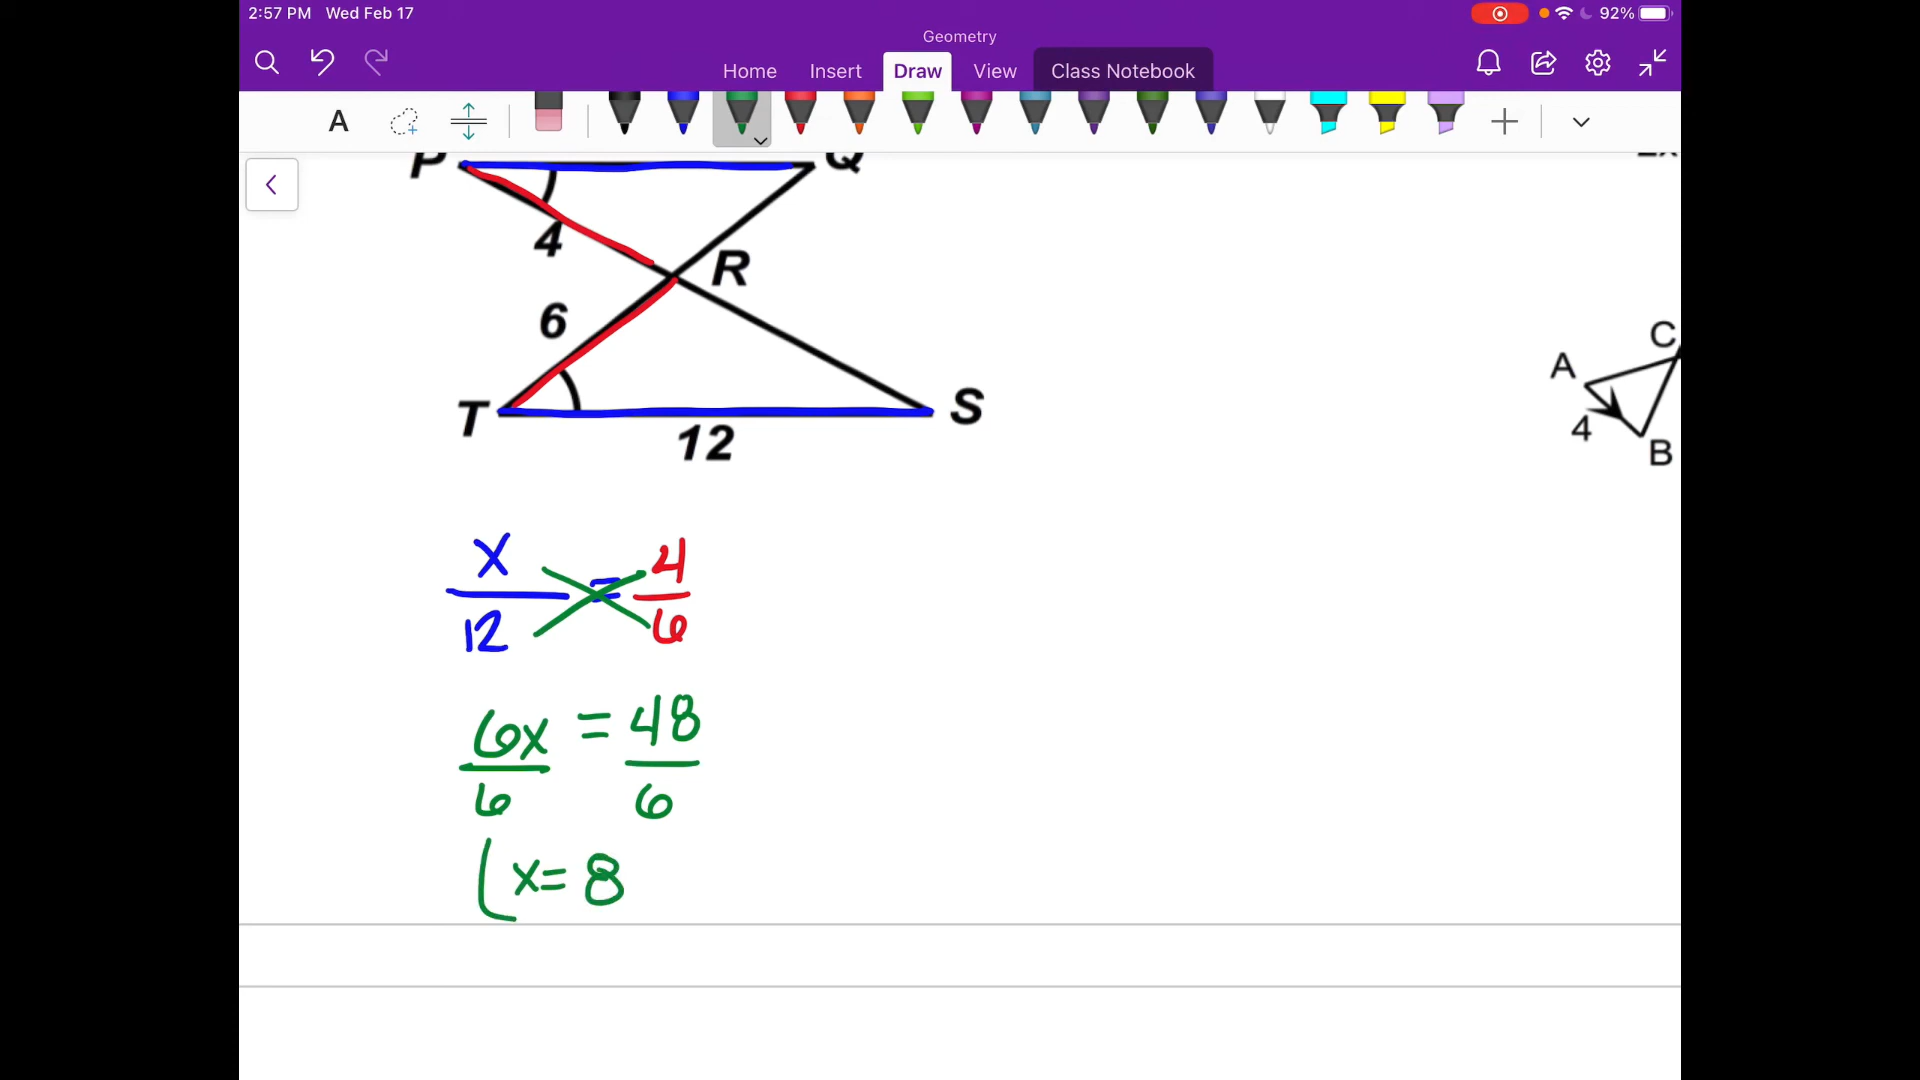 2:57 PM Wed Feb 17
92%
Geometry
Home Insert Draw View Class Notebook
A
P Q
4
R
6
T S
12
C
A
4
B
x/12 = 4/6
6x/6 = 48/6
x = 8